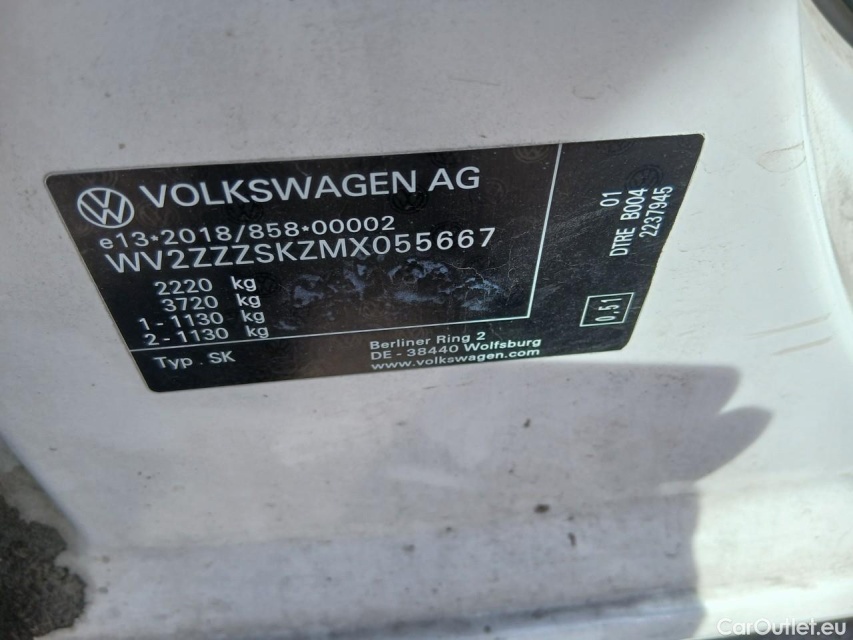 VOLKSWAGEN AG
e13*2018/858*00002
WV2ZZZSKZMX055667
2220 kg
3720 kg
1 - 1130 kg
2 - 1130 kg
Typ . SK
Berliner Ring 2
DE - 38440 Wolfsburg
www.volkswagen.com
01
DTRE B004
2237945
0.51
CarOutlet.eu